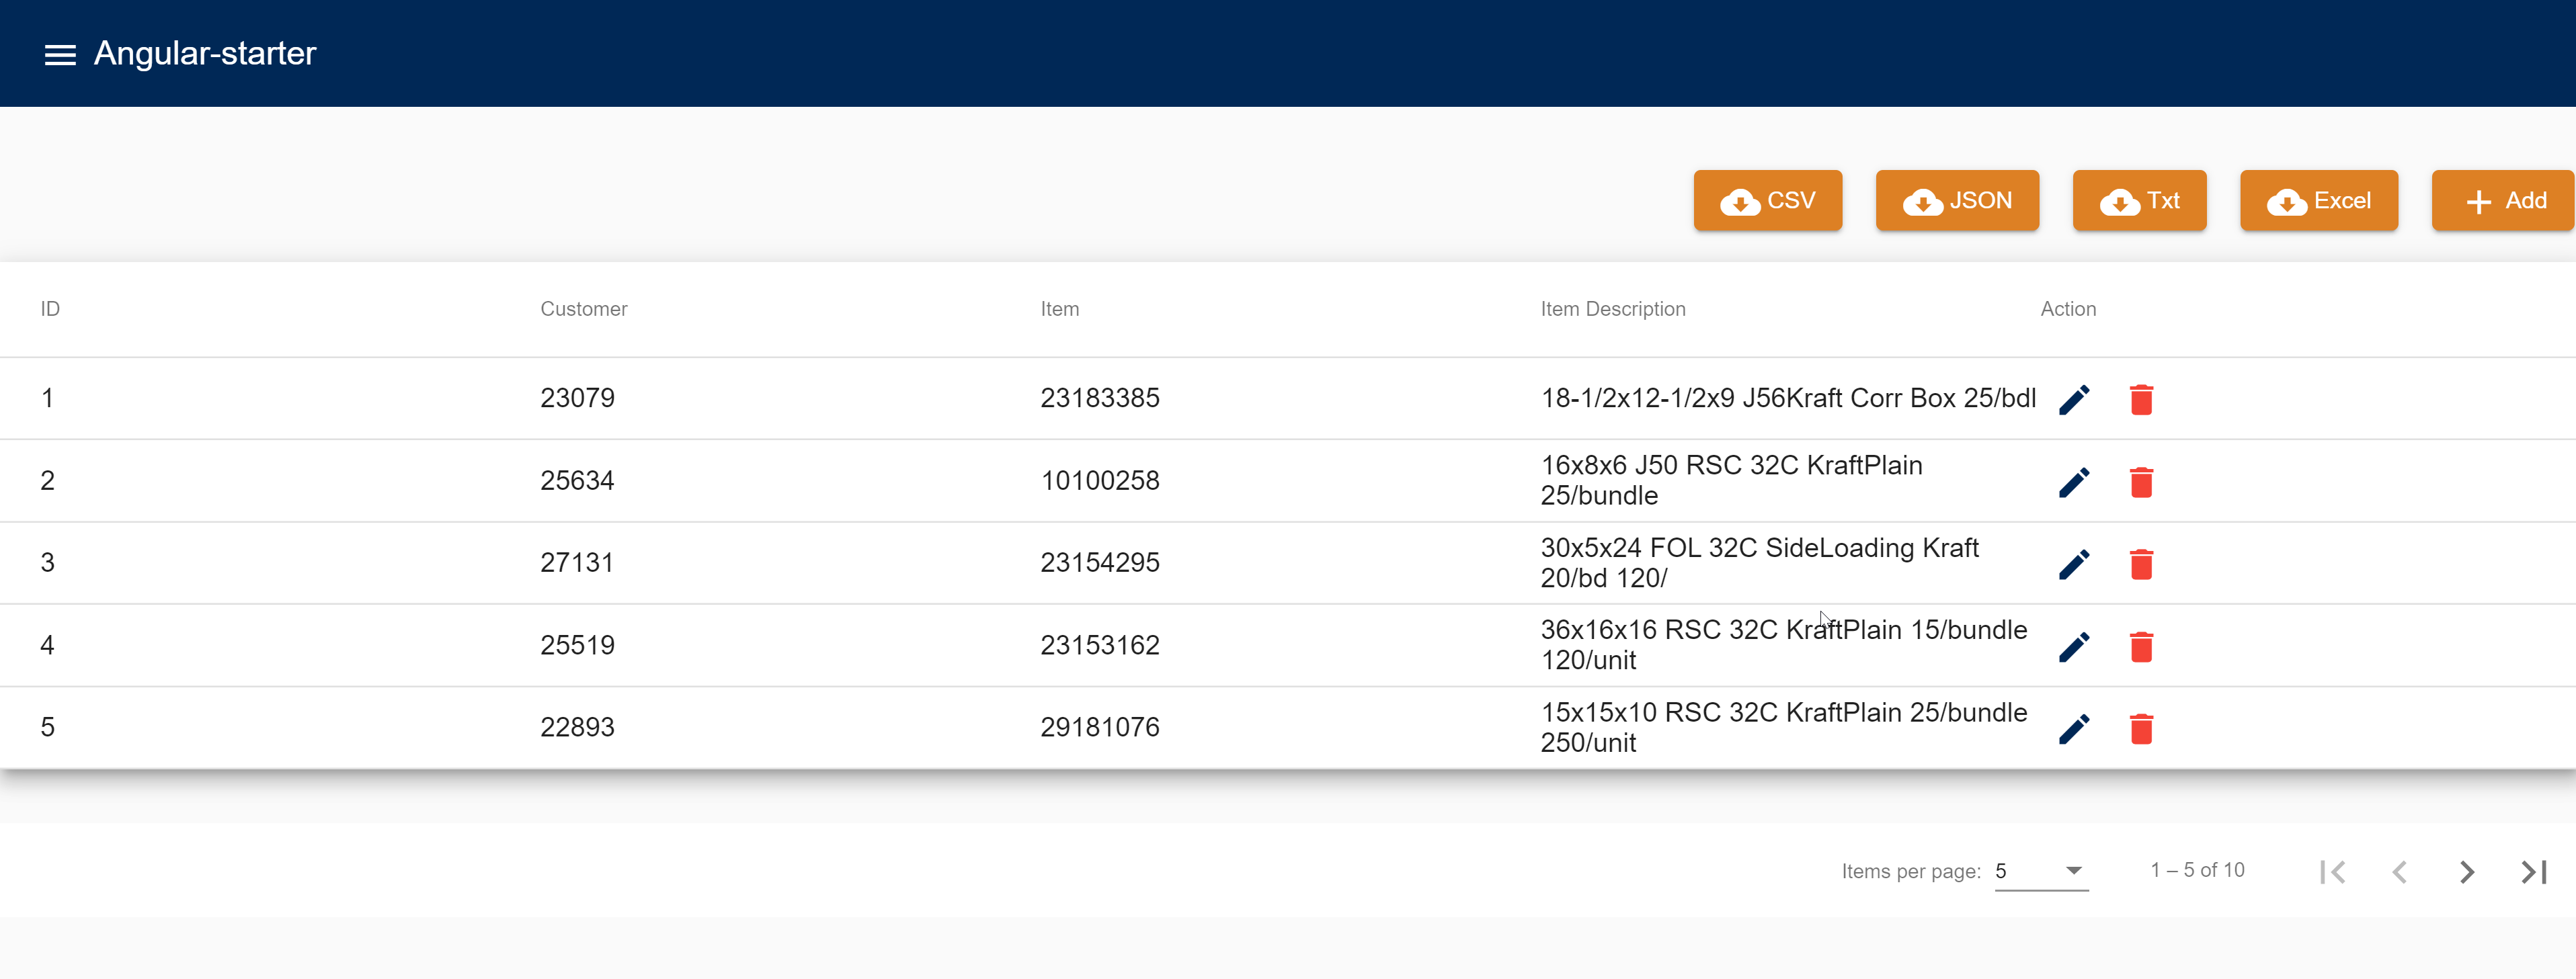 Angular-starter
CSV JSON Txt Excel Add
ID Customer Item Item Description Action
1 23079 23183385 18-1/2x12-1/2x9 J56Kraft Corr Box 25/bdl
2 25634 10100258 16x8x6 J50 RSC 32C KraftPlain
25/bundle
3 27131 23154295 30x5x24 FOL 32C SideLoading Kraft
20/bd 120/
4 25519 23153162 36x16x16 RSC 32C KraftPlain 15/bundle
120/unit
5 22893 29181076 15x15x10 RSC 32C KraftPlain 25/bundle
250/unit
Items per page: 5 1 – 5 of 10